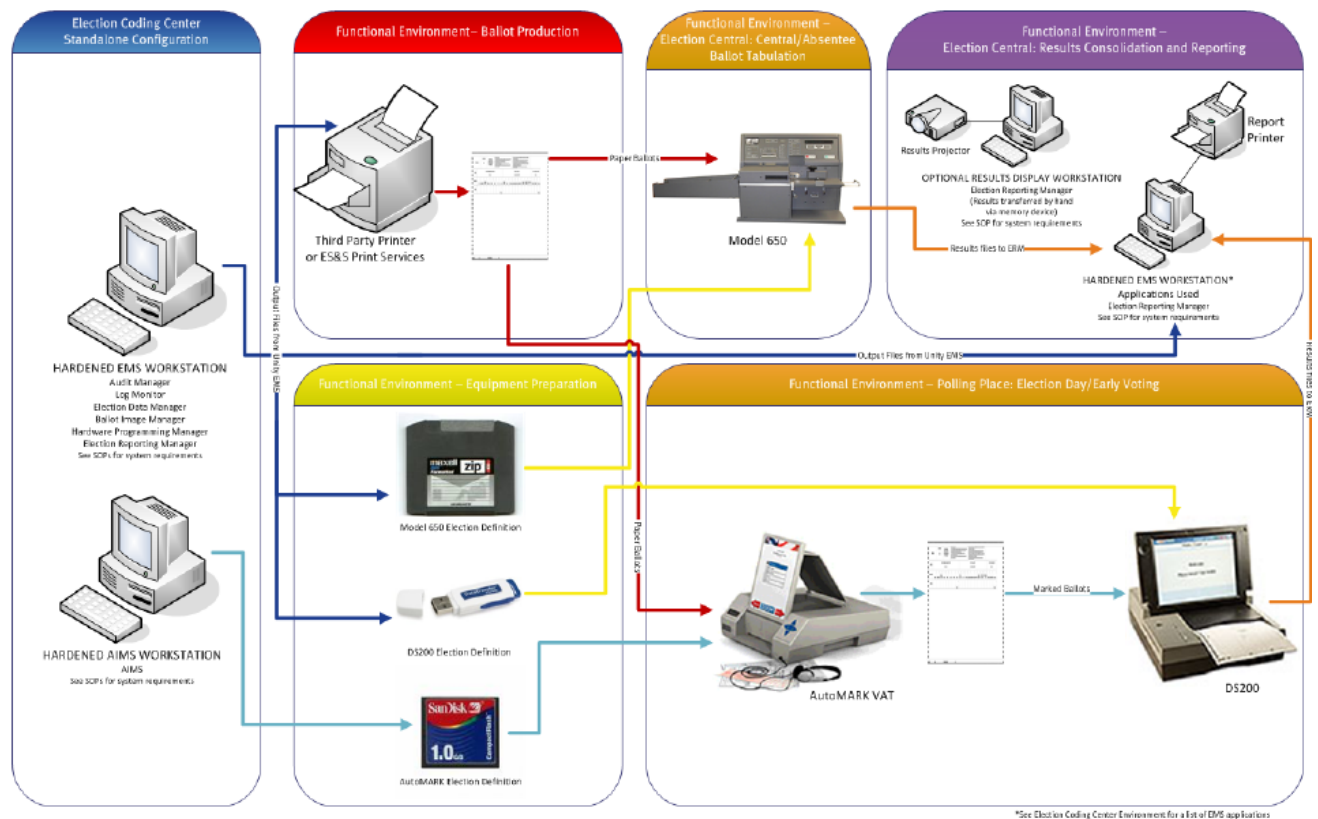 Election Coding Center
Standalone Configuration
HARDENED EMS WORKSTATION
Audit Manager
Log Monitor
Election Data Manager
Ballot Image Manager
Hardware Programming Manager
Election Reporting Manager
See SOPs for system requirements
HARDENED AIMS WORKSTATION
AIMS
See SOPs for system requirements
Functional Environment– Ballot Production
Third Party Printer
or ES&S Print Services
Output Files from Unity EMS
Paper Ballots
Functional Environment –
Election Central: Central/Absentee
Ballot Tabulation
Model 650
Functional Environment –
Election Central: Results Consolidation and Reporting
Results Projector
Report
Printer
OPTIONAL RESULTS DISPLAY WORKSTATION
Election Reporting Manager
(Results transferred by hand
via memory device)
See SOP for system requirements
Results files to ERM
HARDENED EMS WORKSTATION*
Applications Used
Election Reporting Manager
See SOP for system requirements
Output Files from Unity EMS
Results files to ERM
Functional Environment – Equipment Preparation
maxell
zip
Model 650 Election Definition
DS200 Election Definition
SanDisk
CompactFlash
1.0GB
AutoMARK Election Definition
Functional Environment – Polling Place: Election Day/Early Voting
Paper Ballots
AutoMARK VAT
Marked Ballots
DS200
*See Election Coding Center Environment for a list of EMS applications